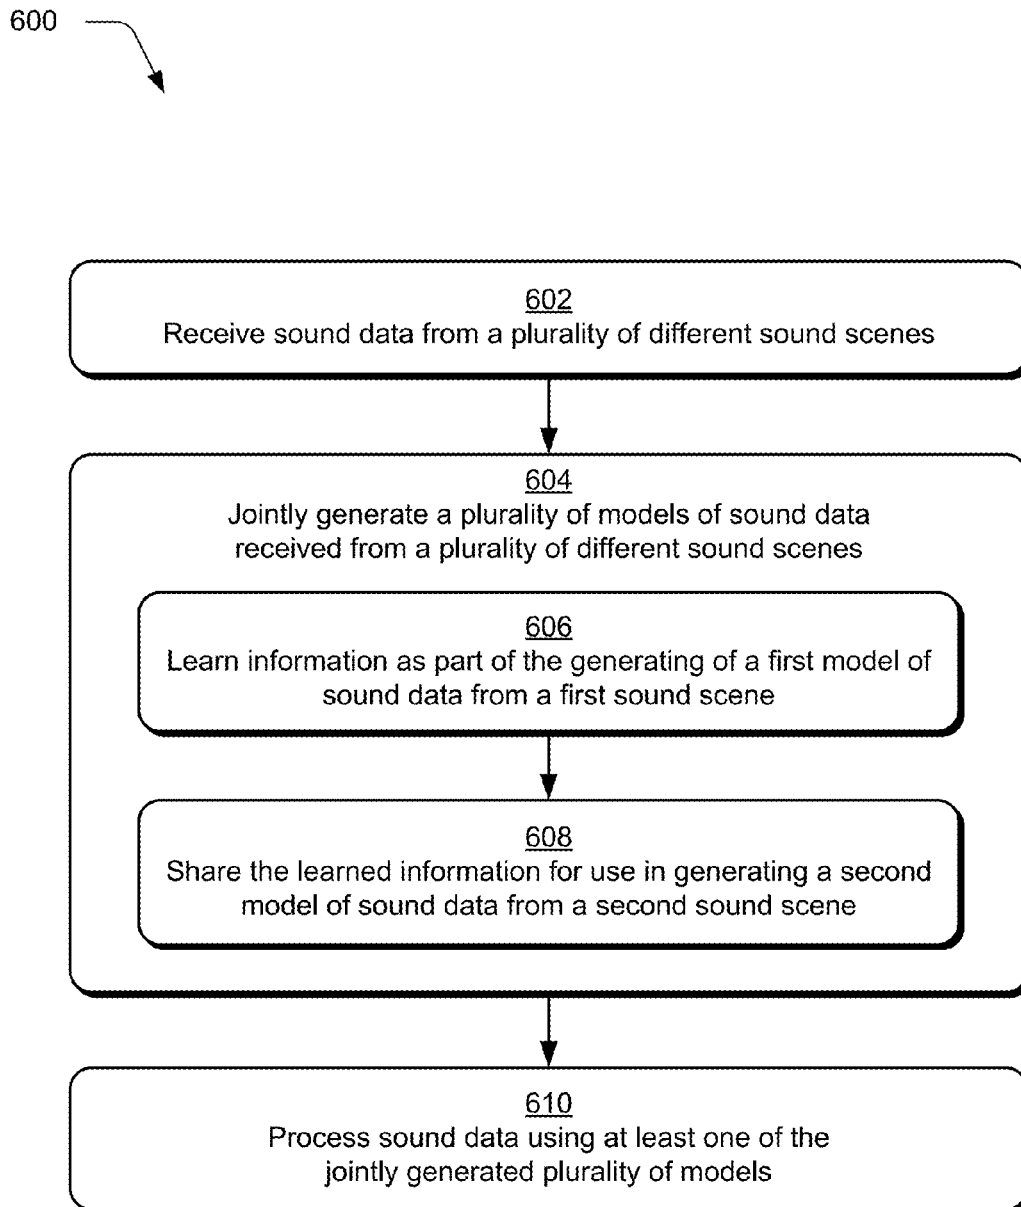 600
602
Receive sound data from a plurality of different sound scenes
604
Jointly generate a plurality of models of sound data
received from a plurality of different sound scenes
606
Learn information as part of the generating of a first model of
sound data from a first sound scene
608
Share the learned information for use in generating a second
model of sound data from a second sound scene
610
Process sound data using at least one of the
jointly generated plurality of models